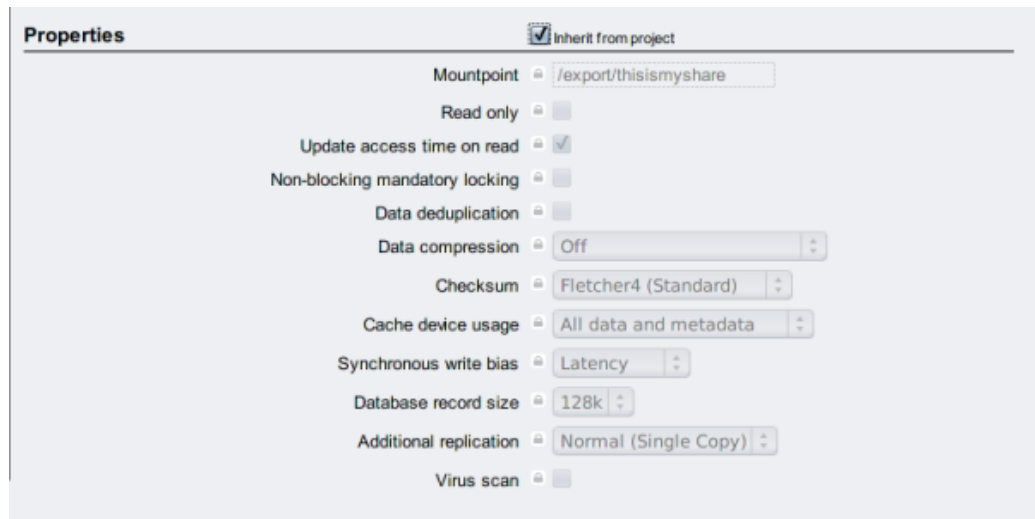 Properties Inherit from project
Mountpoint /export/thisismyshare
Read only
Update access time on read
Non-blocking mandatory locking
Data deduplication
Data compression Off
Checksum Fletcher4 (Standard)
Cache device usage All data and metadata
Synchronous write bias Latency
Database record size 128k
Additional replication Normal (Single Copy)
Virus scan